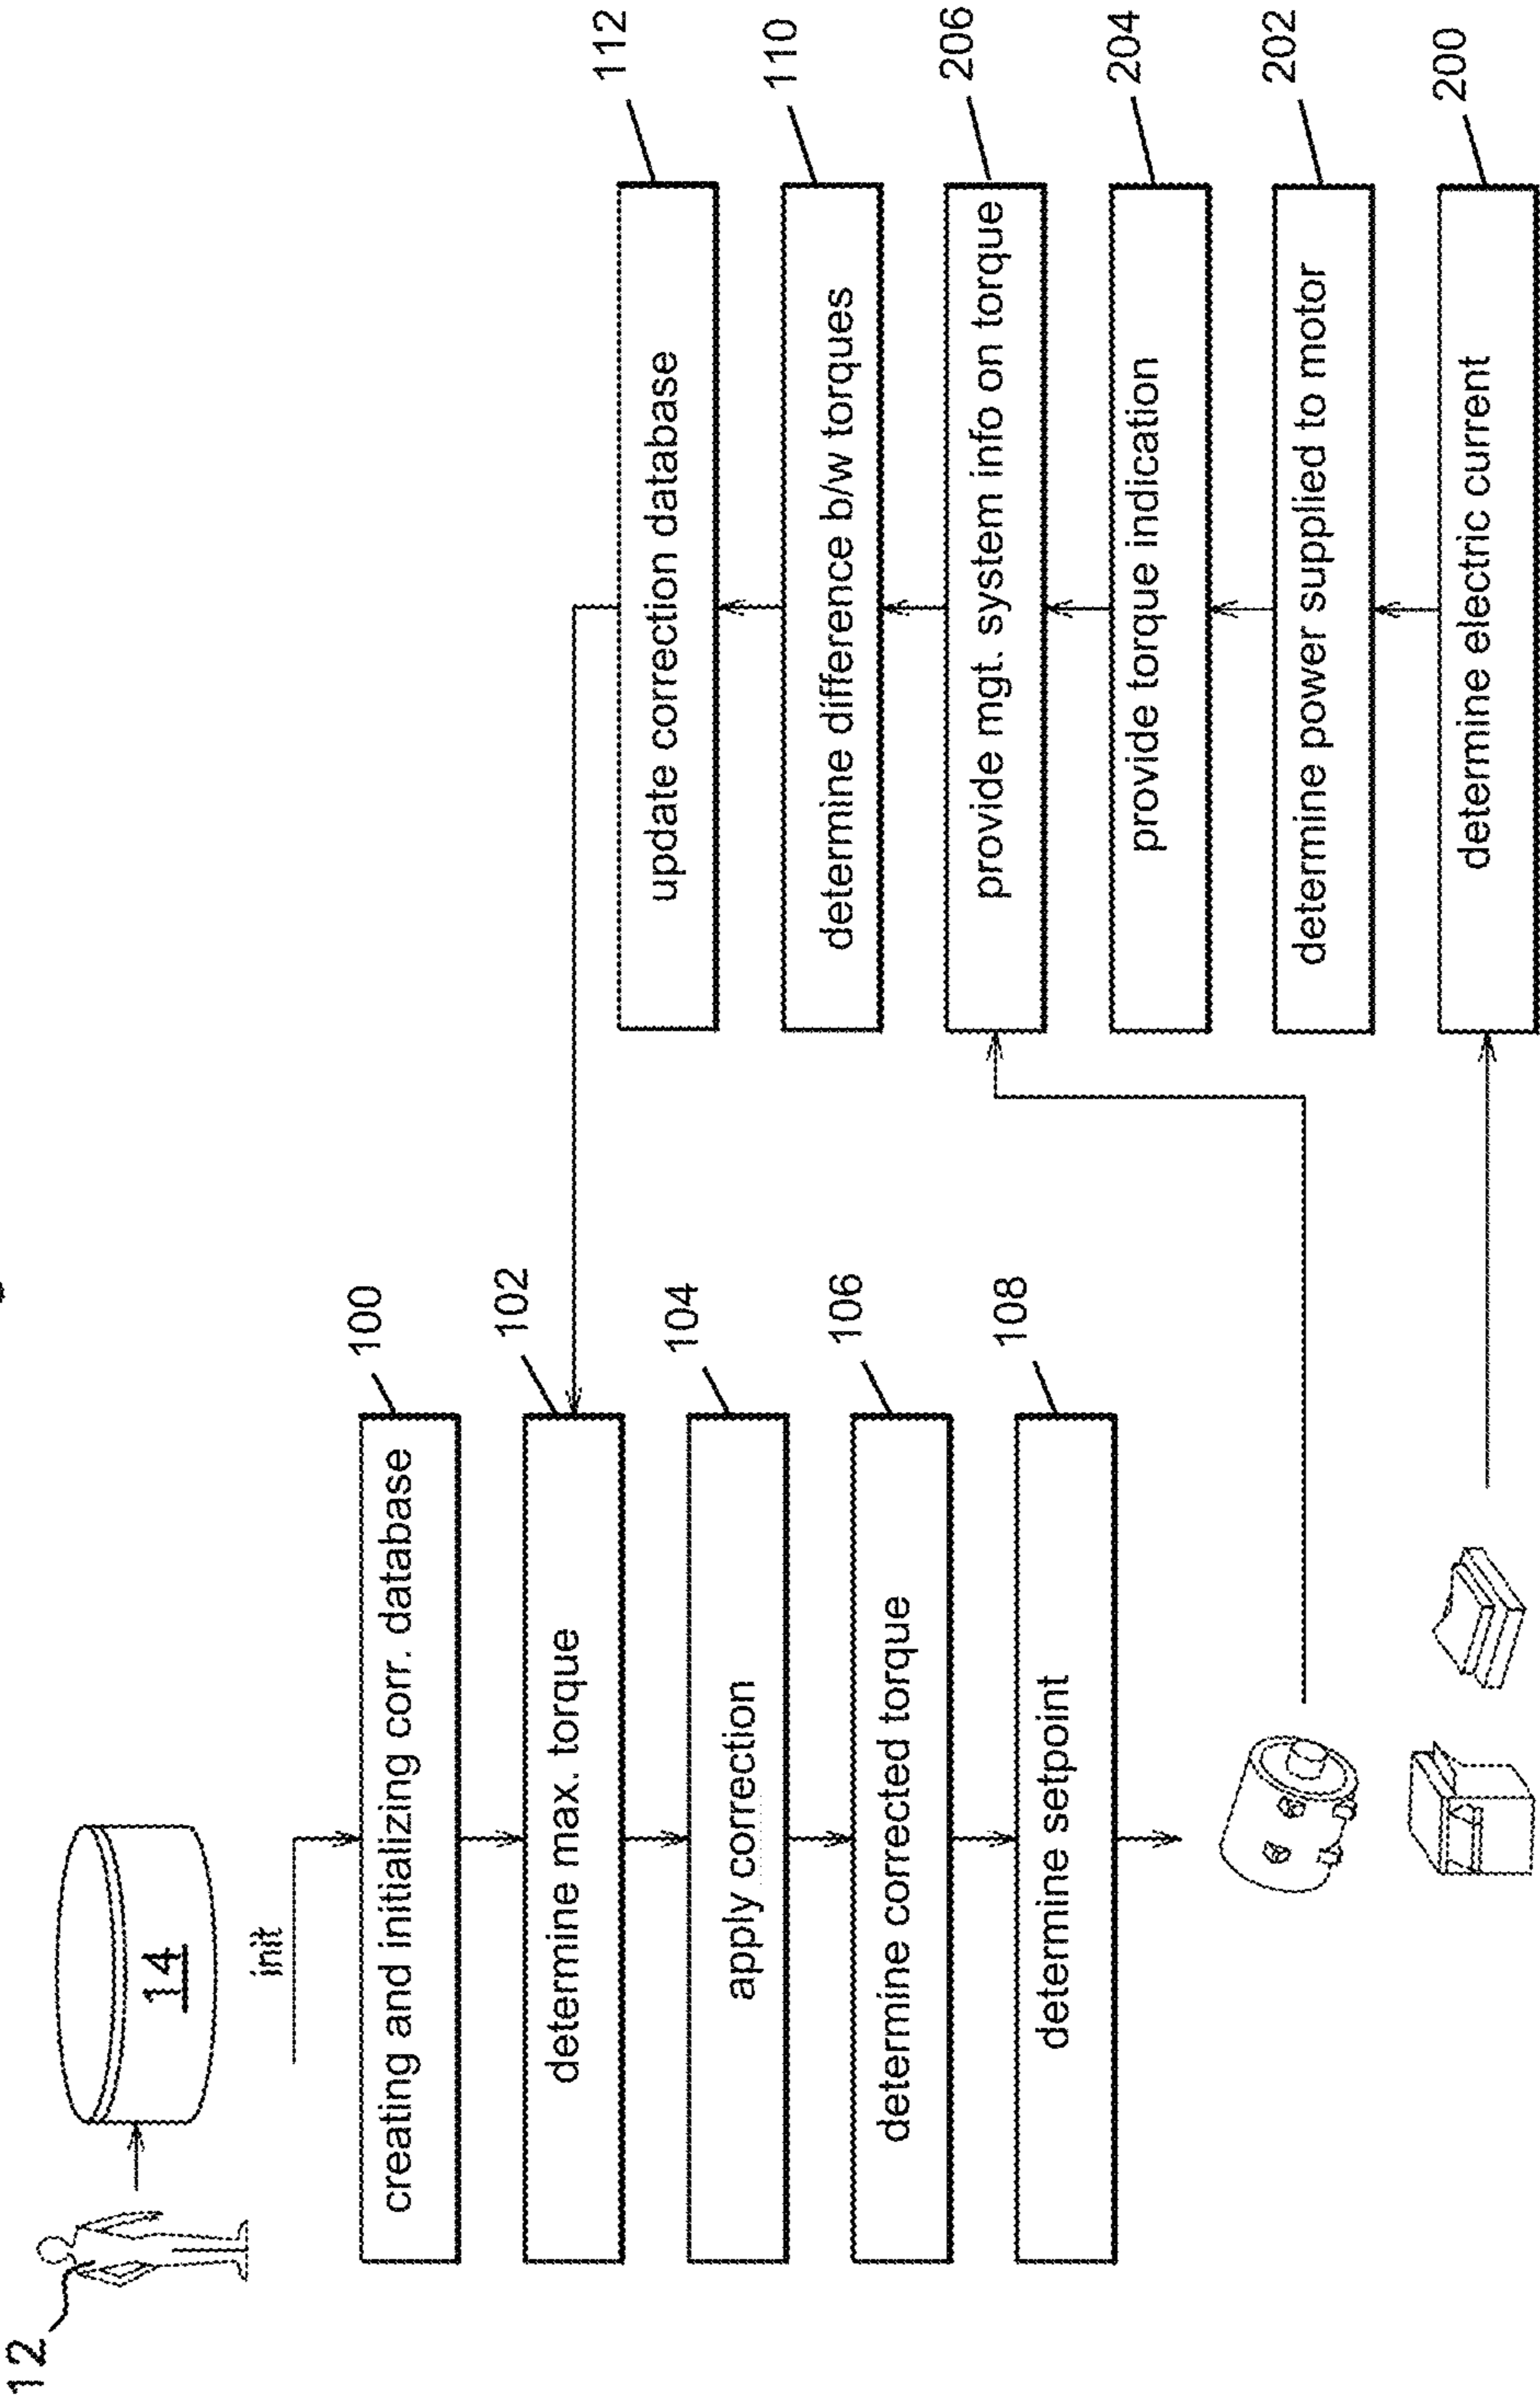 12
14
init
creating and initializing corr. database
100
determine max. torque
102
apply correction
104
determine corrected torque
106
determine setpoint
108
update correction database
112
determine difference b/w torques
110
provide mgt. system info on torque
206
provide torque indication
204
determine power supplied to motor
202
determine electric current
200